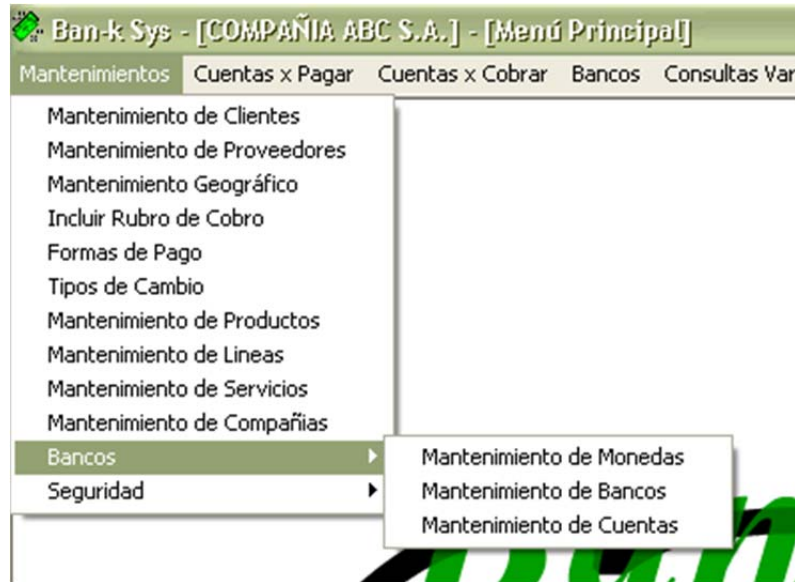 Ban-k Sys - [COMPAÑIA ABC S.A.] - [Menú Principal]
Mantenimientos Cuentas x Pagar Cuentas x Cobrar Bancos Consultas Var
Mantenimiento de Clientes
Mantenimiento de Proveedores
Mantenimiento Geográfico
Incluir Rubro de Cobro
Formas de Pago
Tipos de Cambio
Mantenimiento de Productos
Mantenimiento de Lineas
Mantenimiento de Servicios
Mantenimiento de Compañias
Bancos
Mantenimiento de Monedas
Seguridad
Mantenimiento de Bancos
Mantenimiento de Cuentas